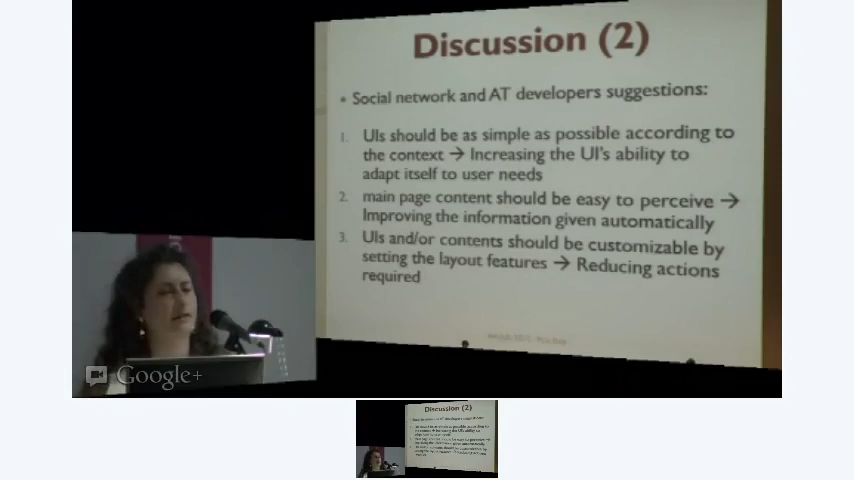 Discussion (2)
• Social network and AT developers suggestions:
1. UIs should be as simple as possible according to
the context → Increasing the UI's ability to
adapt itself to user needs
2. main page content should be easy to perceive →
Improving the information given automatically
3. UIs and/or contents should be customizable by
setting the layout features → Reducing actions
required
Google+
Discussion (2)